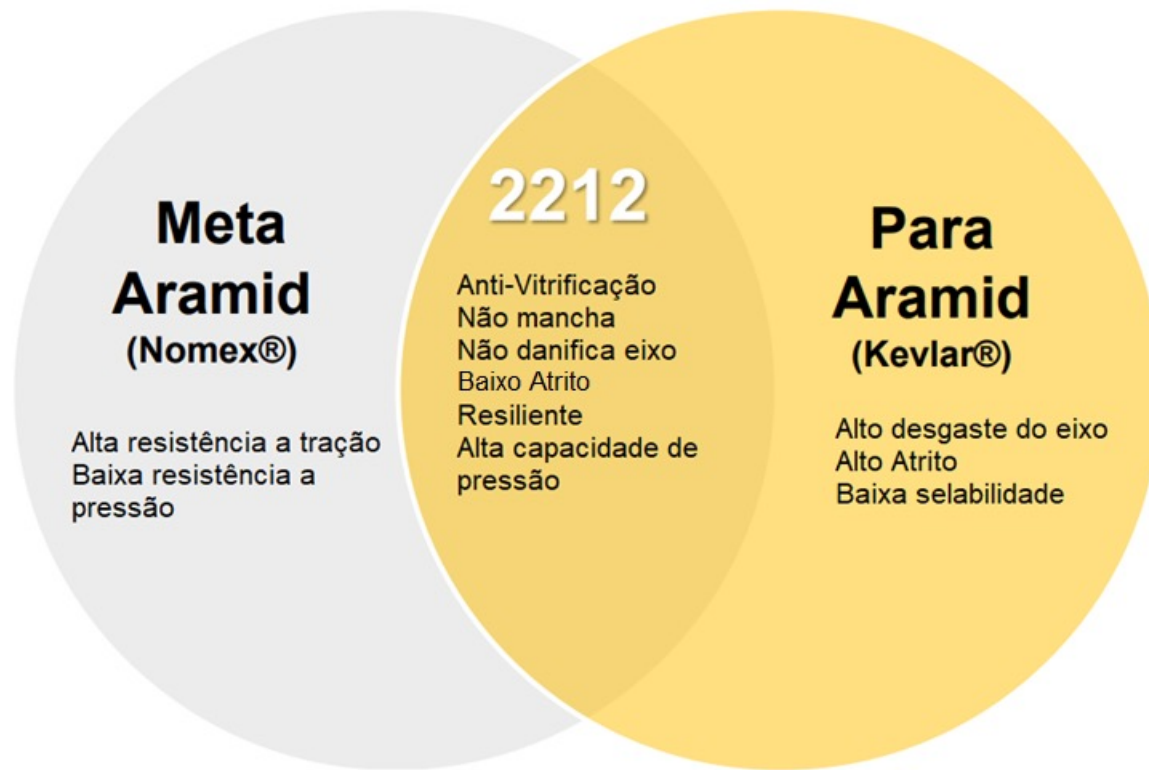 Meta
Aramid
(Nomex®)
Alta resistência a tração
Baixa resistência a
pressão
2212
Anti-Vitrificação
Não mancha
Não danifica eixo
Baixo Atrito
Resiliente
Alta capacidade de
pressão
Para
Aramid
(Kevlar®)
Alto desgaste do eixo
Alto Atrito
Baixa selabilidade